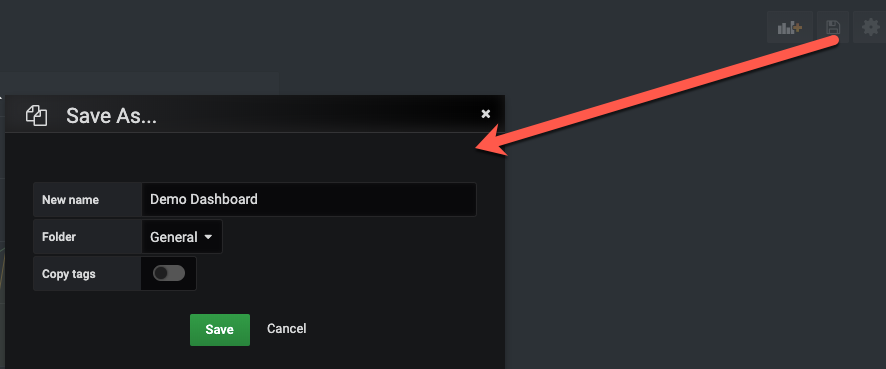 Save As...
New name Demo Dashboard
Folder General
Copy tags
Save Cancel